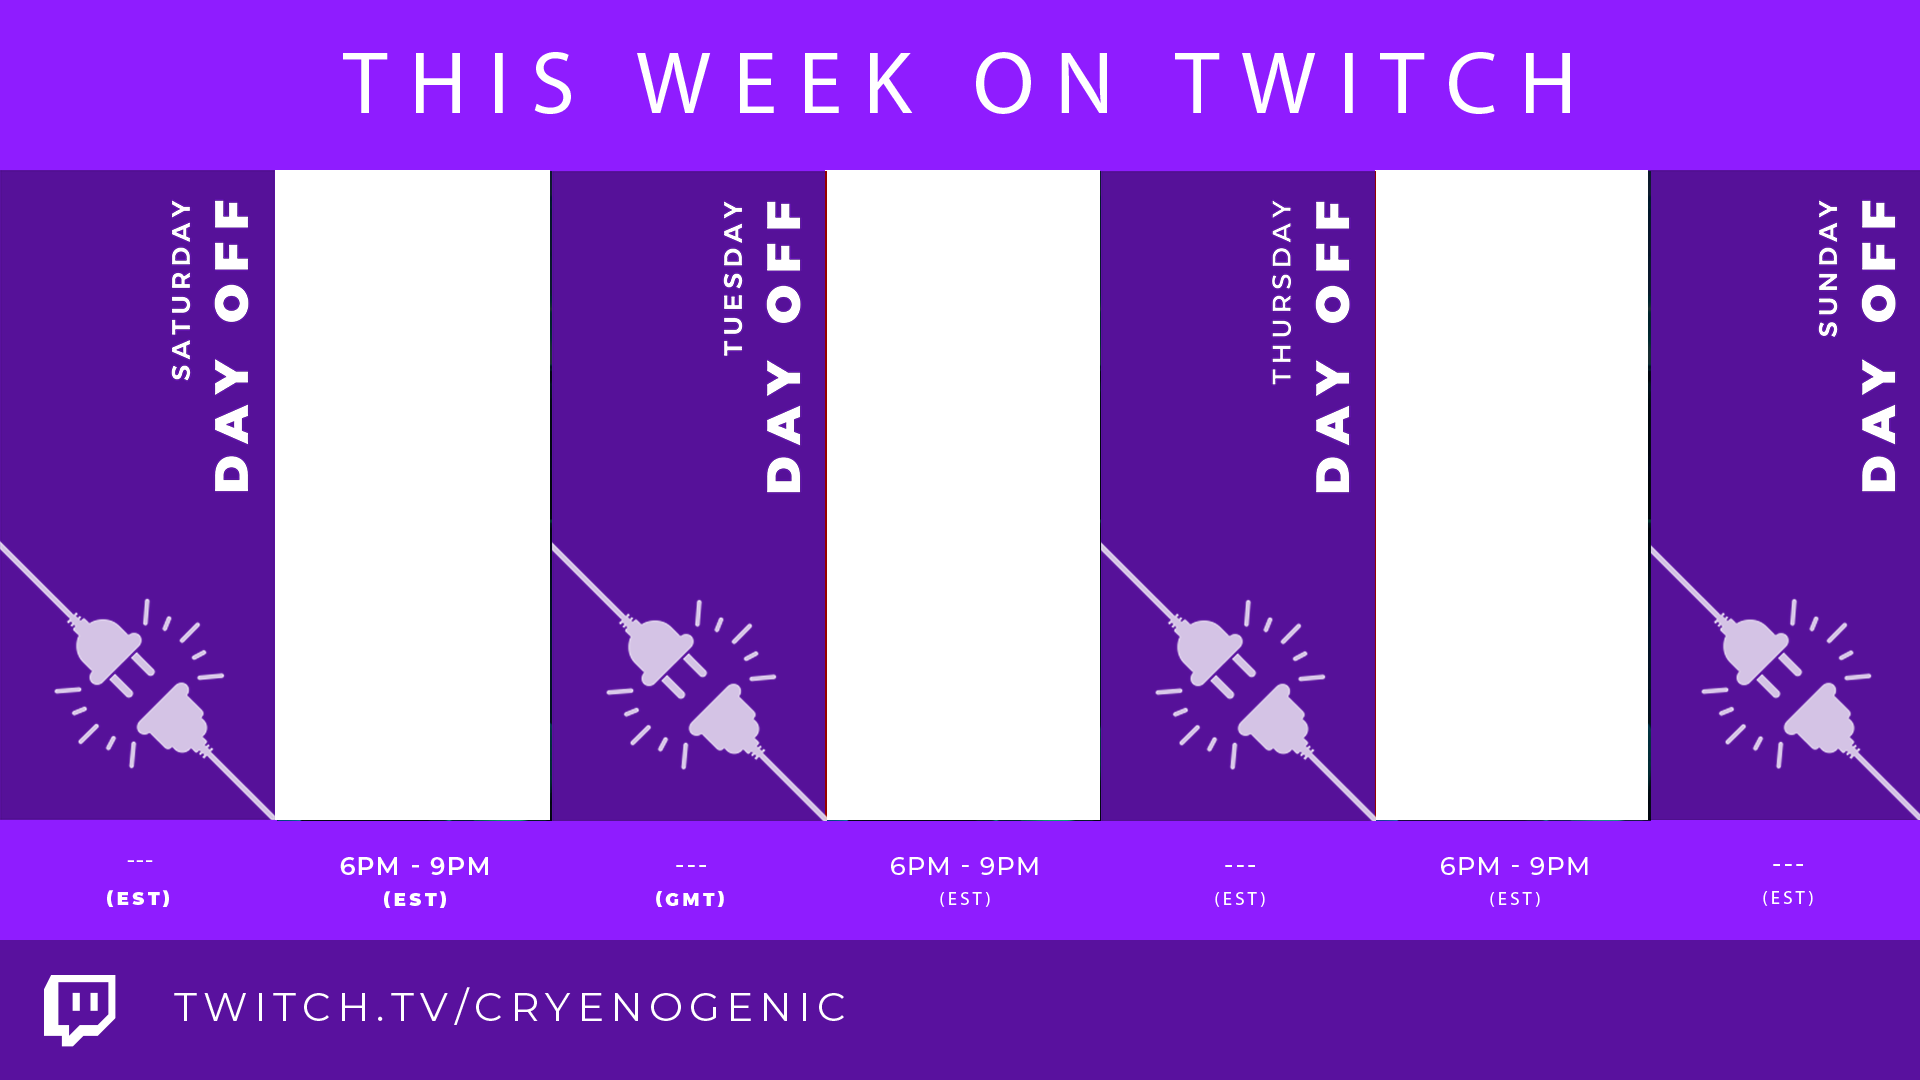 THIS WEEK ON TWITCH
SATURDAY
DAY OFF
TUESDAY
DAY OFF
THURSDAY
DAY OFF
SUNDAY
DAY OFF
---
(EST)
6PM - 9PM
(EST)
---
(GMT)
6PM - 9PM
(EST)
---
(EST)
6PM - 9PM
(EST)
---
(EST)
TWITCH.TV/CRYENOGENIC